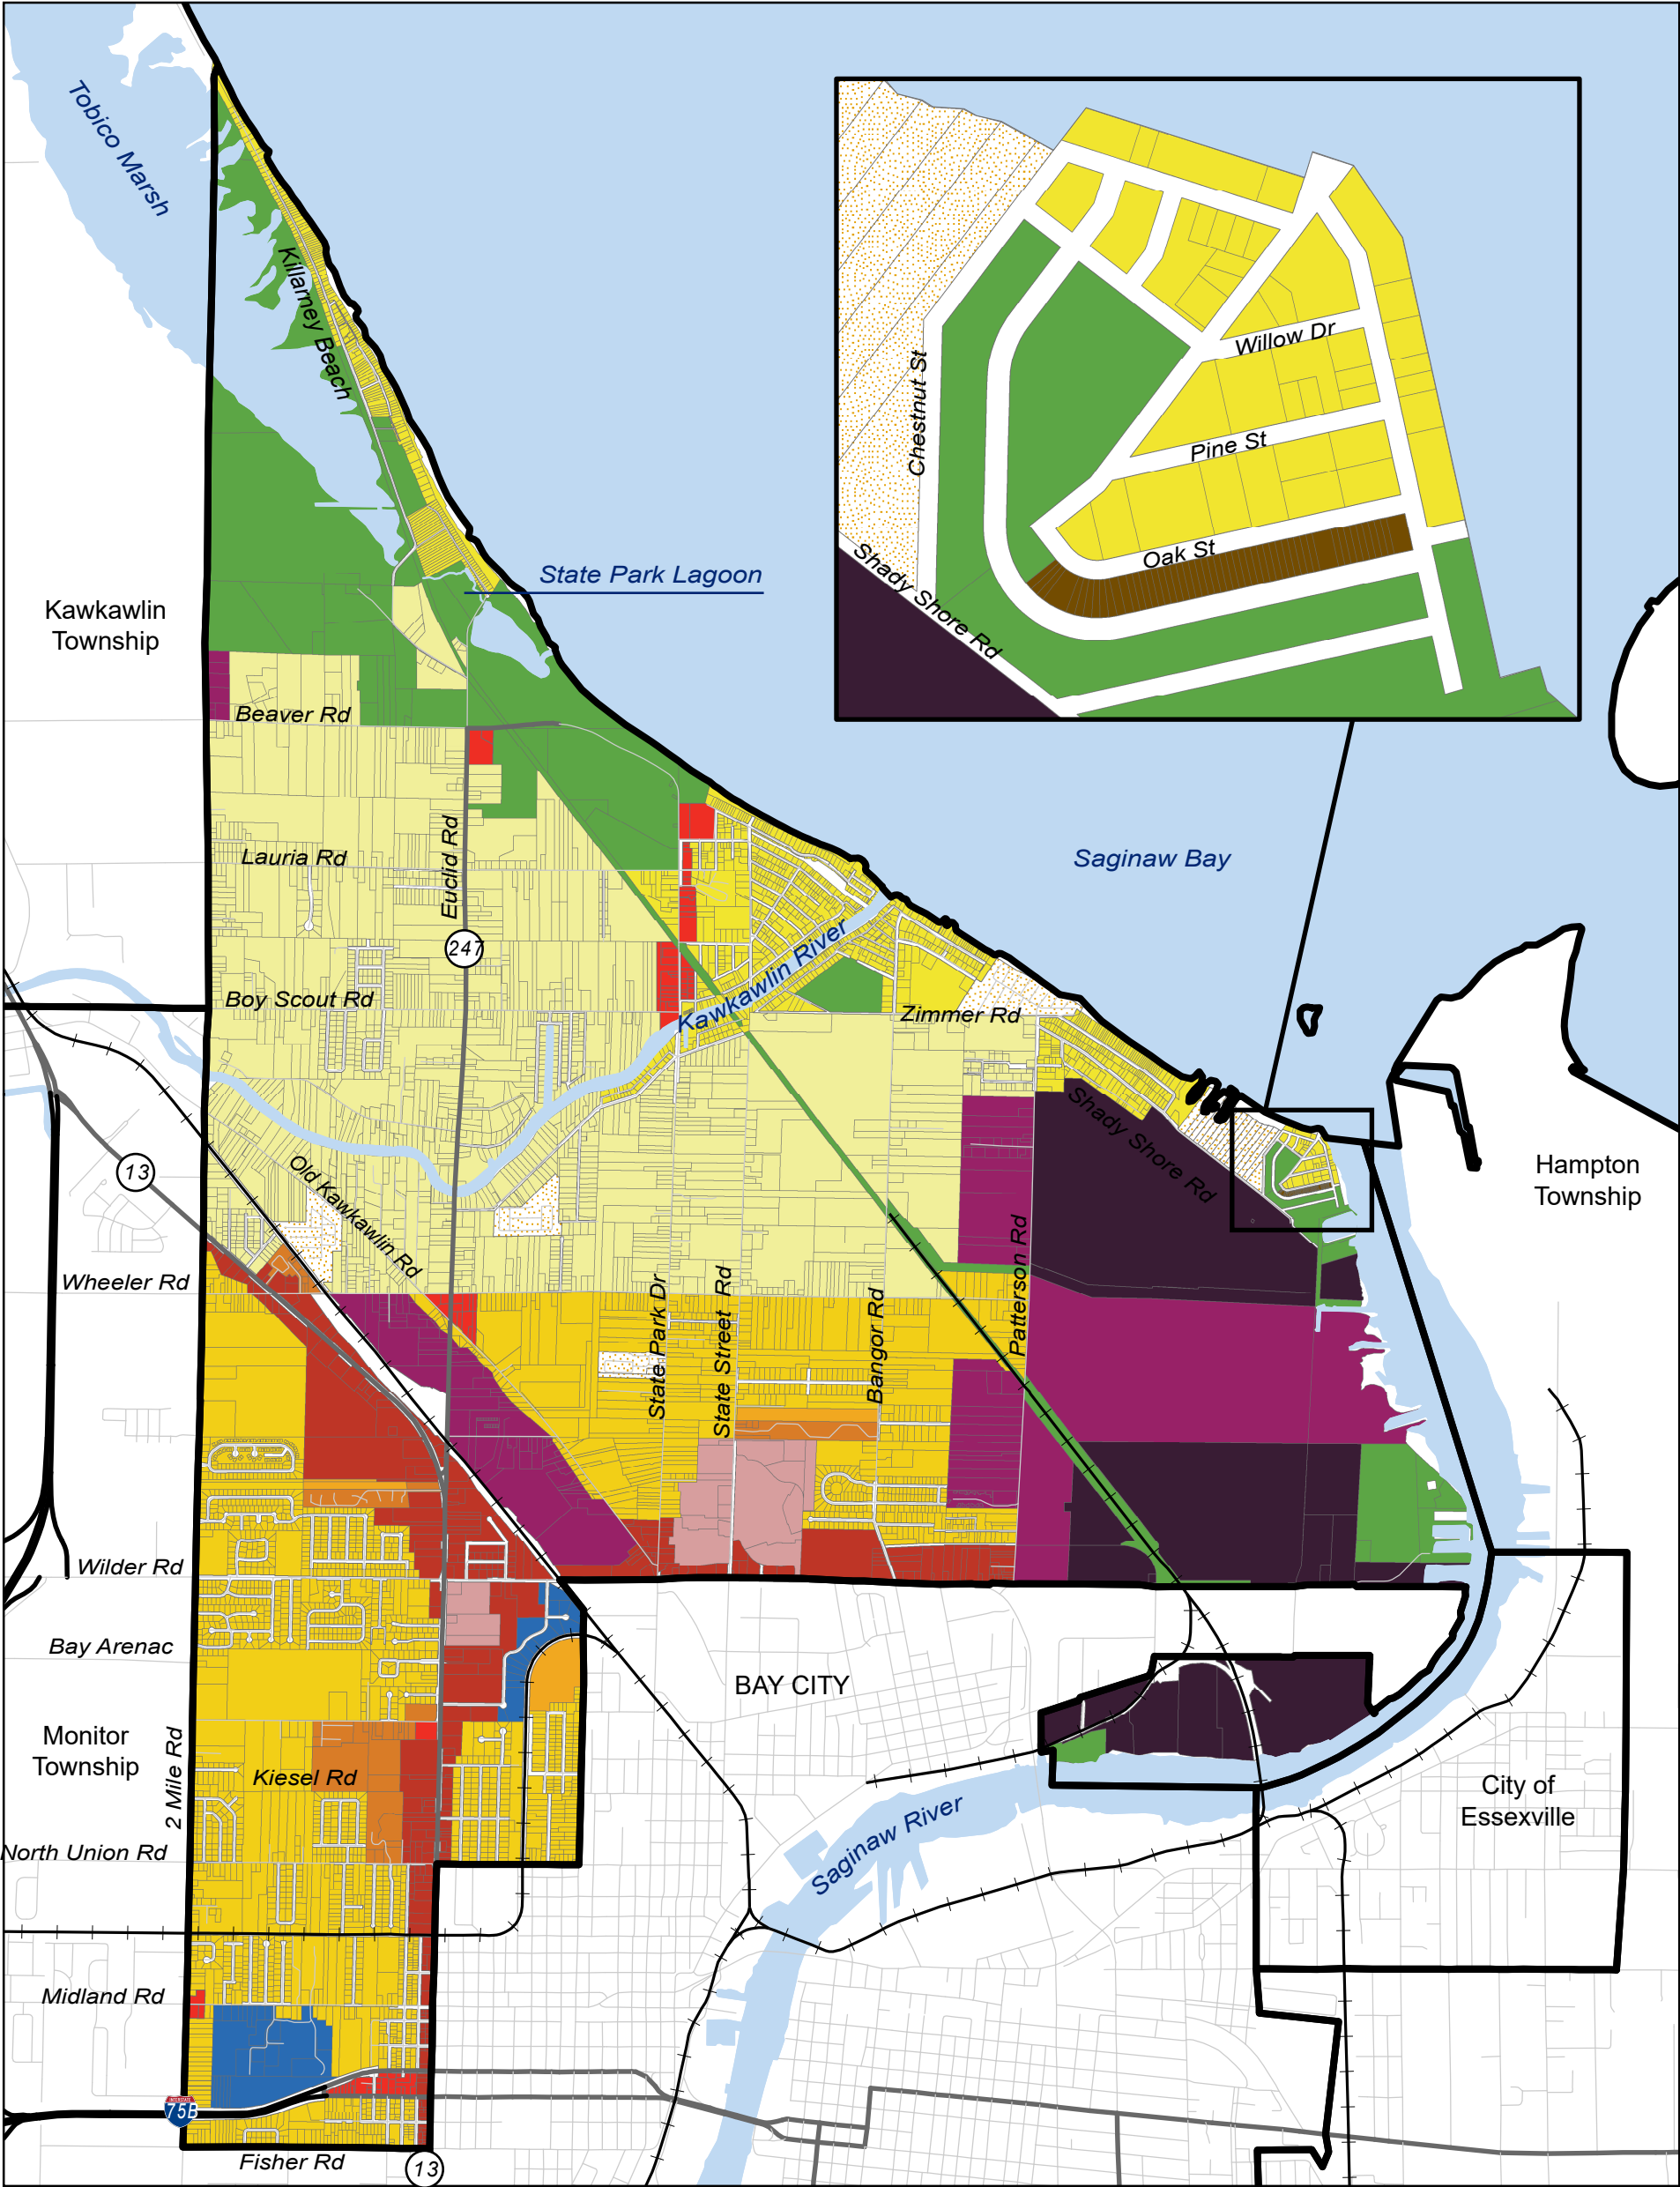 Tobico Marsh
Killarney Beach
State Park Lagoon
Kawkawlin
Township
Chestnut St
Willow Dr
Pine St
Oak St
Shady Shore Rd
Beaver Rd
Lauria Rd
Euclid Rd
247
Saginaw Bay
Boy Scout Rd
Kawkawlin River
Zimmer Rd
Shady Shore Rd
13
Old Kawkawlin Rd
Hampton
Township
Wheeler Rd
State Park Dr
State Street Rd
Bangor Rd
Patterson Rd
Wilder Rd
Bay Arenac
BAY CITY
Monitor
Township
2 Mile Rd
Kiesel Rd
City of
Essexville
North Union Rd
Saginaw River
Midland Rd
75B
Fisher Rd
13